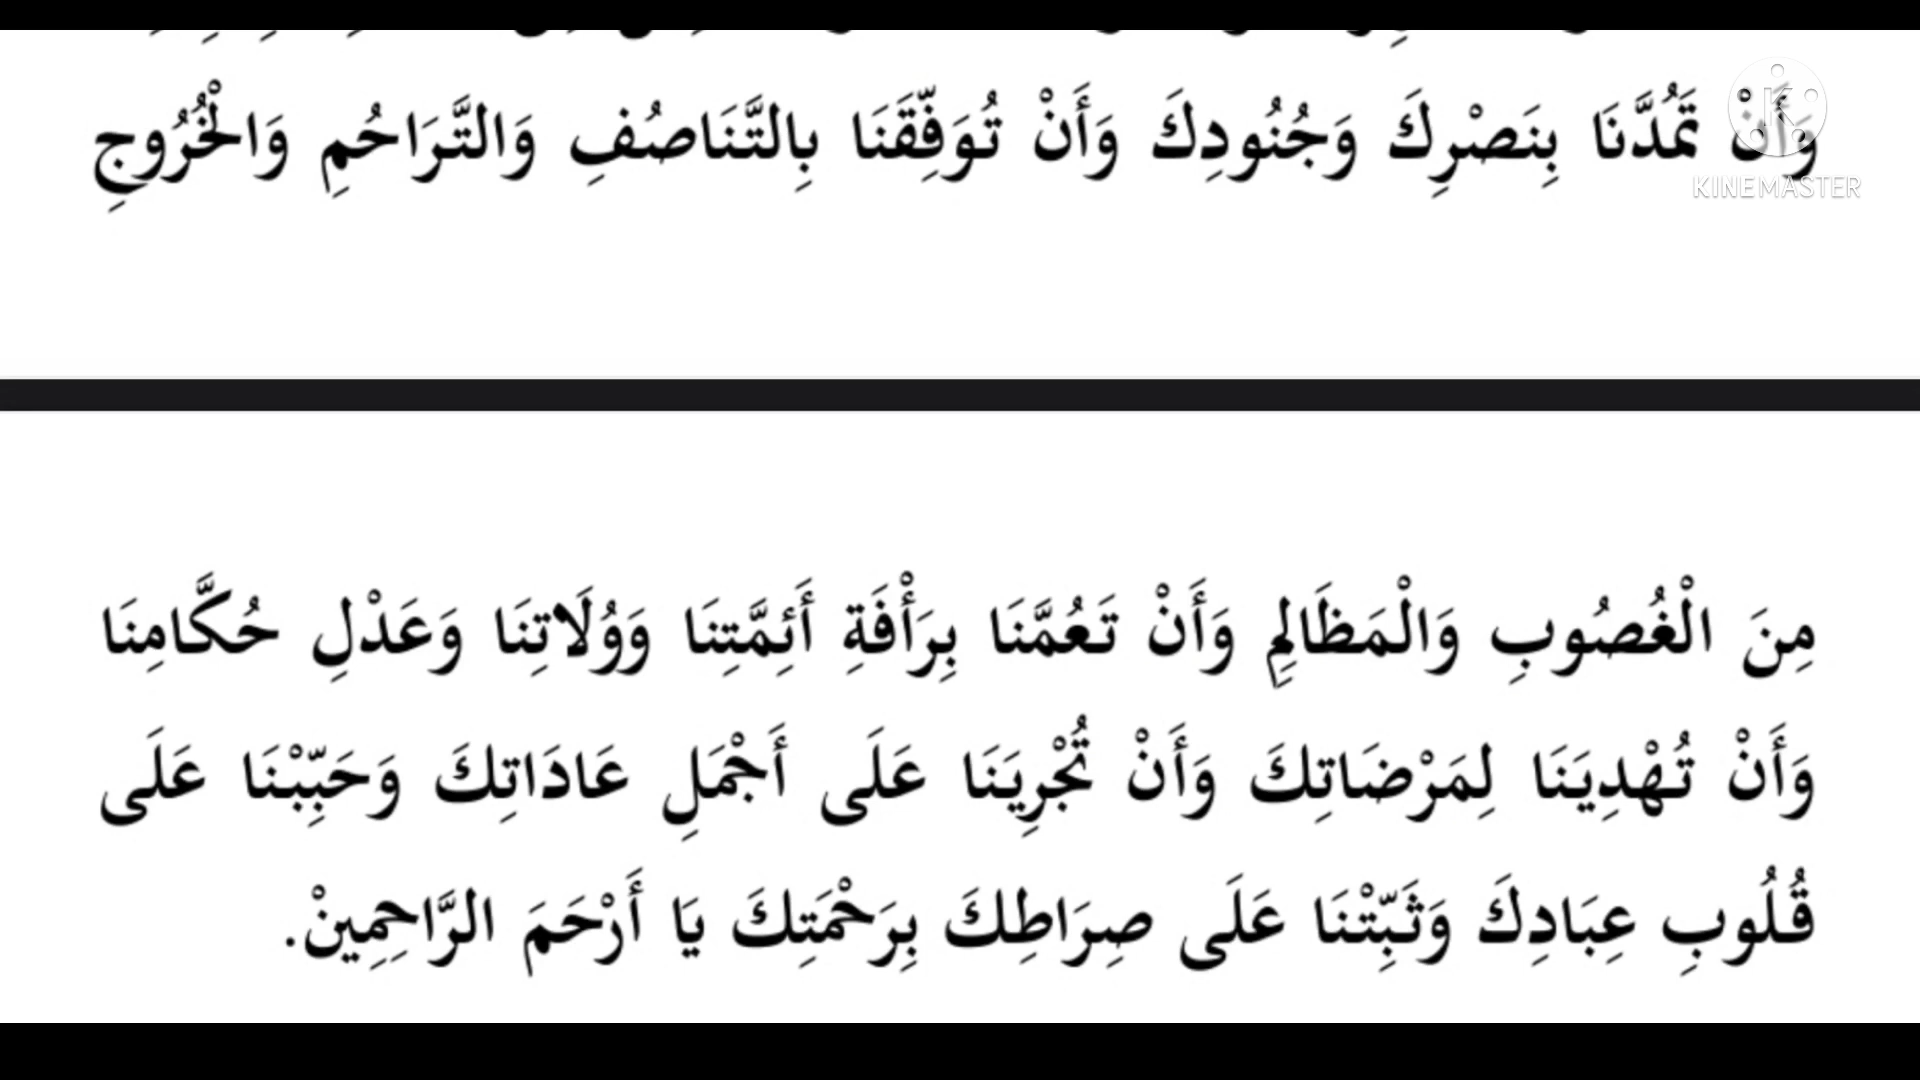 وَأَنْ تَمُدَّنَا بِنَصْرِكَ وَجُنُودِكَ وَأَنْ تُوَفِّقَنَا بِالتَّنَاصُفِ وَالتَّرَاحُمِ وَالْخُرُوجِ
KINEMASTER
مِنَ الْغُصُوبِ وَالْمَظَالِمِ وَأَنْ تَعُمَّنَا بِرَأْفَةِ أَئِمَّتِنَا وَوُلَاتِنَا وَعَدْلِ حُكَّامِنَا
وَأَنْ تُهْدِيَنَا لِمَرْضَاتِكَ وَأَنْ تُجْرِيَنَا عَلَى أَجْمَلِ عَادَاتِكَ وَحَبِّبْنَا عَلَى
قُلُوبِ عِبَادِكَ وَثَبِّتْنَا عَلَى صِرَاطِكَ بِرَحْمَتِكَ يَا أَرْحَمَ الرَّاحِمِينْ.